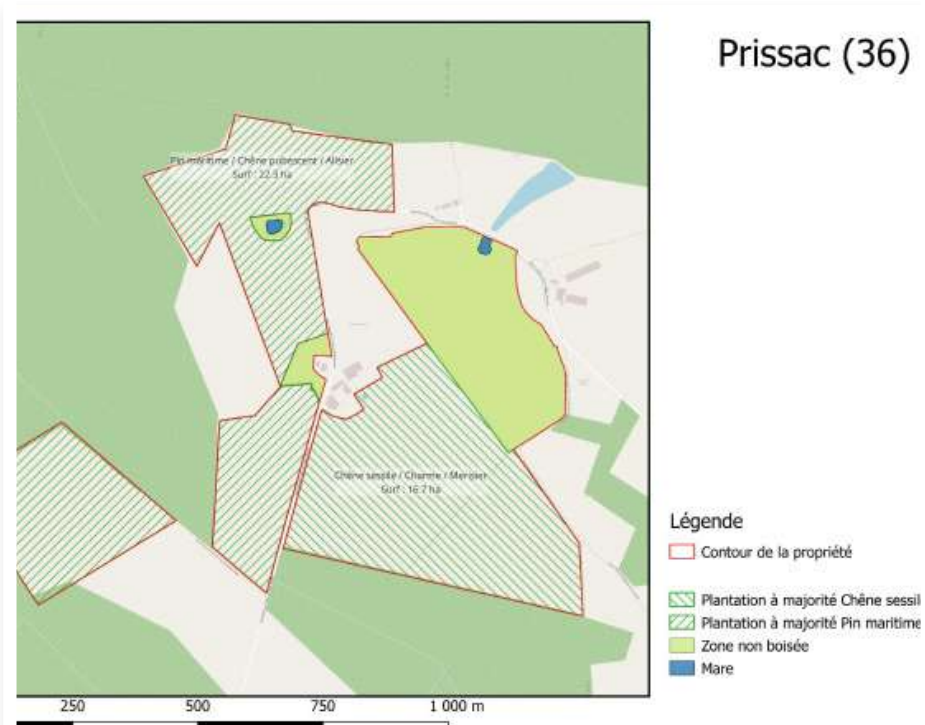 Prissac (36)
Pin maritime / Chêne pubescent / Alisier
Surf : 22.3 ha
Chêne sessile / Charme / Merisier
Surf : 16.7 ha
Légende
Contour de la propriété
Plantation à majorité Chêne sessil
Plantation à majorité Pin maritime
Zone non boisée
Mare
250 500 750 1 000 m